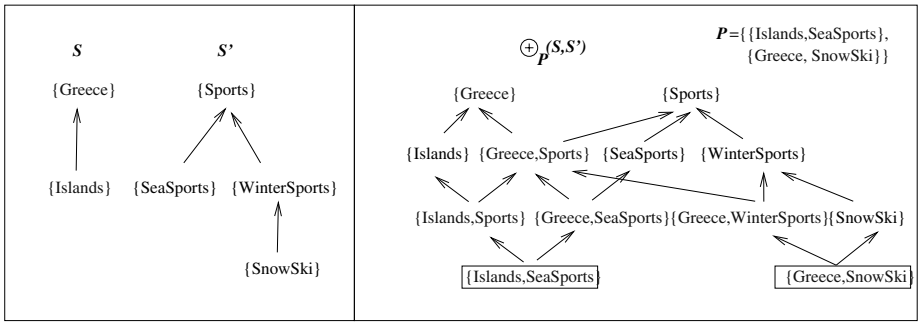 S S'
{Greece} {Sports}
{Islands} {SeaSports} {WinterSports}
{SnowSki}
⊕P(S,S') P={{Islands,SeaSports},
{Greece, SnowSki}}
{Greece} {Sports}
{Islands} {Greece,Sports} {SeaSports} {WinterSports}
{Islands,Sports} {Greece,SeaSports} {Greece,WinterSports} {SnowSki}
{Islands,SeaSports} {Greece,SnowSki}